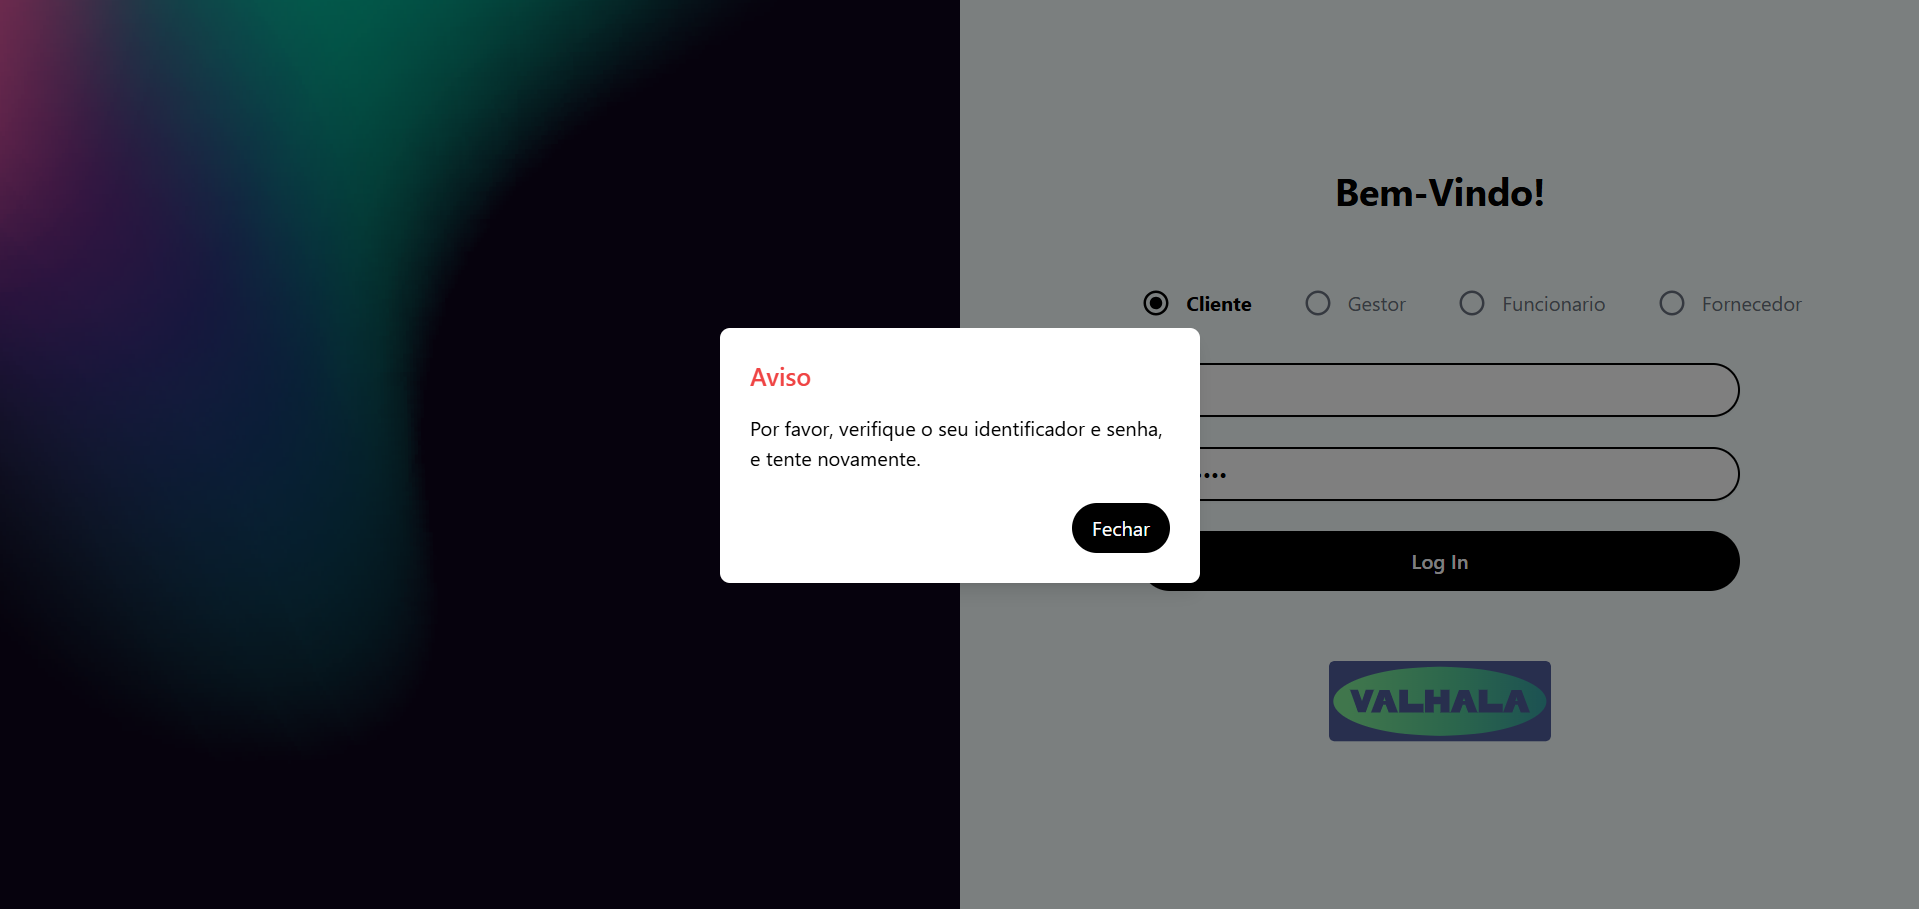 Bem-Vindo!
Cliente
Gestor
Funcionario
Fornecedor
Aviso
Por favor, verifique o seu identificador e senha,
e tente novamente.
Fechar
Log In
VALHALA